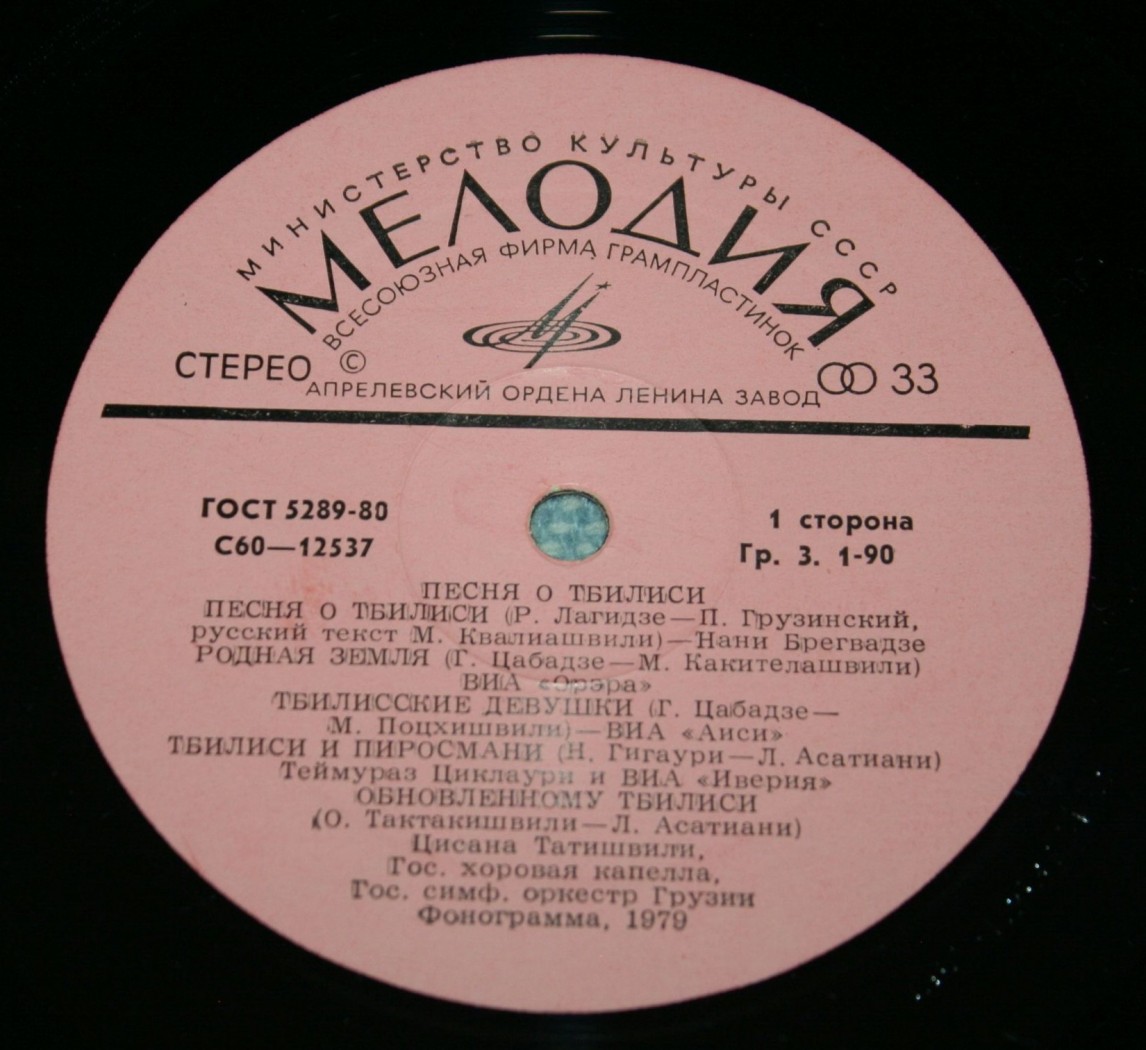 МИНИСТЕРСТВО КУЛЬТУРЫ СССР
МЕЛОДИЯ
ВСЕСОЮЗНАЯ ФИРМА ГРАМПЛАСТИНОК
СТЕРЕО © 33
АПРЕЛЕВСКИЙ ОРДЕНА ЛЕНИНА ЗАВОД
ГОСТ 5289-80
С60—12537
1 сторона
Гр. 3. 1-90
ПЕСНЯ О ТБИЛИСИ
ПЕСНЯ О ТБИЛИСИ (Р. Лагидзе—П. Грузинский,
русский текст М. Квалиашвили)—Нани Брегвадзе
РОДНАЯ ЗЕМЛЯ (Г. Цабадзе—М. Какителашвили)
ВИА «Орэра»
ТБИЛИССКИЕ ДЕВУШКИ (Г. Цабадзе—
М. Поцхишвили)—ВИА «Аиси»
ТБИЛИСИ И ПИРОСМАНИ (Н. Гигаури—Л. Асатиани)
Теймураз Циклаури и ВИА «Иверия»
ОБНОВЛЕННОМУ ТБИЛИСИ
(О. Тактакишвили—Л. Асатиани)
Цисана Татишвили,
Гос. хоровая капелла,
Гос. симф. оркестр Грузии
Фонограмма, 1979